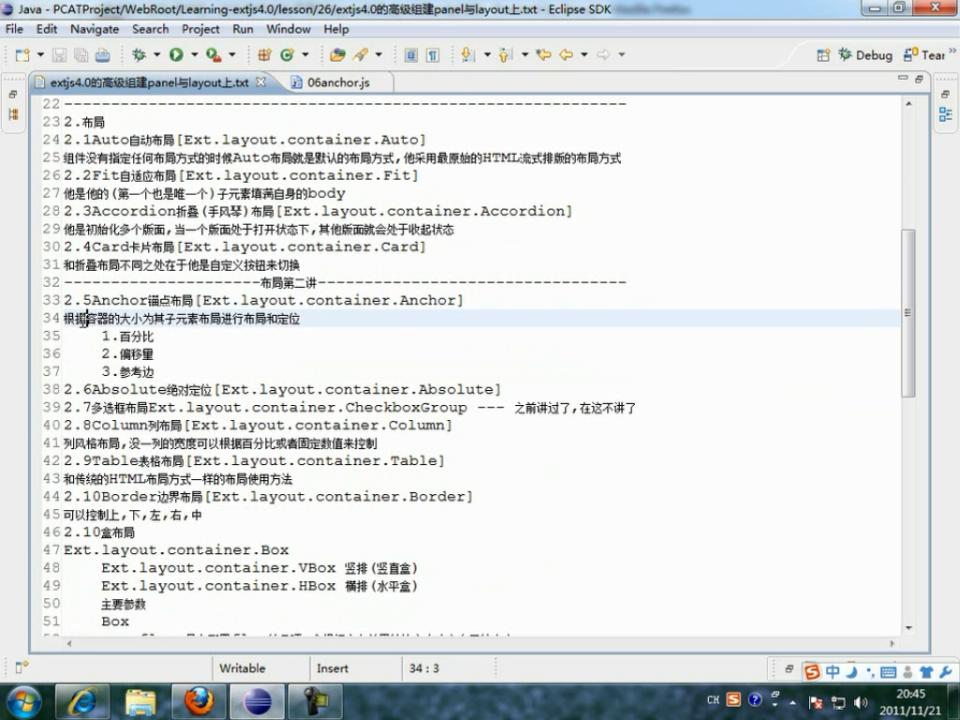 Java - PCATProject/WebRoot/Learning-extjs4.0/lesson/26/extjs4.0的高级组建panel与layout上.txt - Eclipse SDK
File Edit Navigate Search Project Run Window Help
Debug Tear
extjs4.0的高级组建panel与layout上.txt 06anchor.js
22 ------------------------------------------------------------
23 2.布局
24 2.1Auto自动布局[Ext.layout.container.Auto]
25 组件没有指定任何布局方式的时候Auto布局就是默认的布局方式,他采用最原始的HTML流式排版的布局方式
26 2.2Fit自适应布局[Ext.layout.container.Fit]
27 他是他的(第一个也是唯一个)子元素填满自身的body
28 2.3Accordion折叠(手风琴)布局[Ext.layout.container.Accordion]
29 他是初始化多个版面,当一个版面处于打开状态下,其他版面就会处于收起状态
30 2.4Card卡片布局[Ext.layout.container.Card]
31 和折叠布局不同之处在于他是自定义按钮来切换
32 ---------------------布局第二讲---------------------------------
33 2.5Anchor锚点布局[Ext.layout.container.Anchor]
34 根据容器的大小为其子元素布局进行布局和定位
35 1.百分比
36 2.偏移量
37 3.参考边
38 2.6Absolute绝对定位[Ext.layout.container.Absolute]
39 2.7多选框布局Ext.layout.container.CheckboxGroup --- 之前讲过了,在这不讲了
40 2.8Column列布局[Ext.layout.container.Column]
41 列风格布局,没一列的宽度可以根据百分比或者固定数值来控制
42 2.9Table表格布局[Ext.layout.container.Table]
43 和传统的HTML布局方式一样的布局使用方法
44 2.10Border边界布局[Ext.layout.container.Border]
45 可以控制上,下,左,右,中
46 2.10盒布局
47 Ext.layout.container.Box
48 Ext.layout.container.VBox 竖排(竖直盒)
49 Ext.layout.container.HBox 横排(水平盒)
50 主要参数
51 Box
Writable Insert 34 : 3
中
CH
20:45
2011/11/21